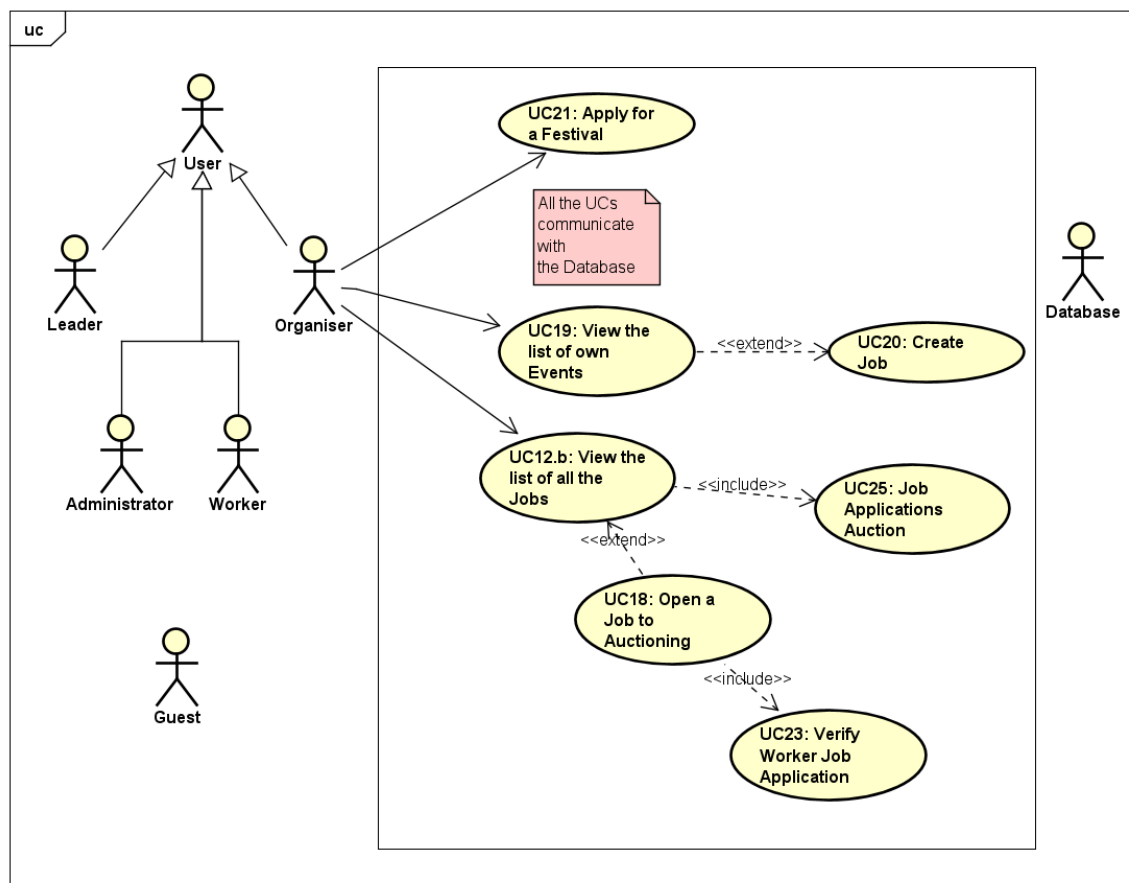 uc
User
UC21: Apply for
a Festival
All the UCs
communicate
with
the Database
Leader
Organiser
Database
UC19: View the
list of own
Events
<<extend>>
UC20: Create
Job
Administrator
Worker
UC12.b: View the
list of all the
Jobs
<<include>>
UC25: Job
Applications
Auction
<<extend>>
UC18: Open a
Job to
Auctioning
Guest
<<include>>
UC23: Verify
Worker Job
Application